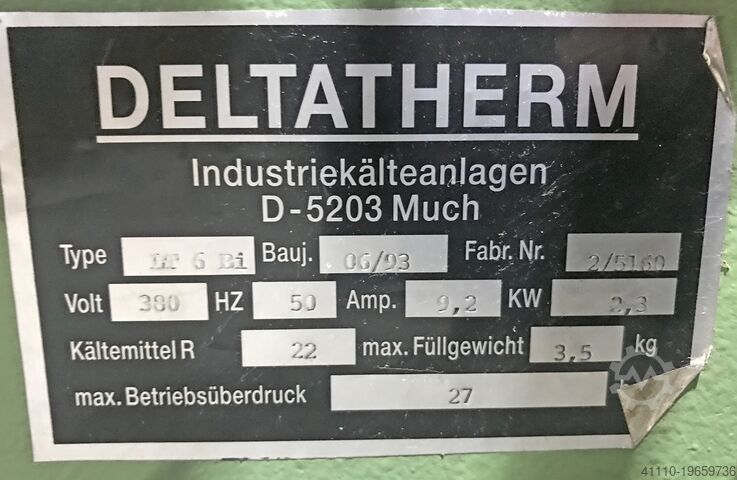 DELTATHERM
Industriekälteanlagen
D-5203 Much
Type LT 6 Bi Bauj. 06/93 Fabr. Nr. 2/5160
Volt 380 HZ 50 Amp. 9,2 KW 2,3
Kältemittel R 22 max. Füllgewicht 3,5 kg
max. Betriebsüberdruck 27
41110-19659736